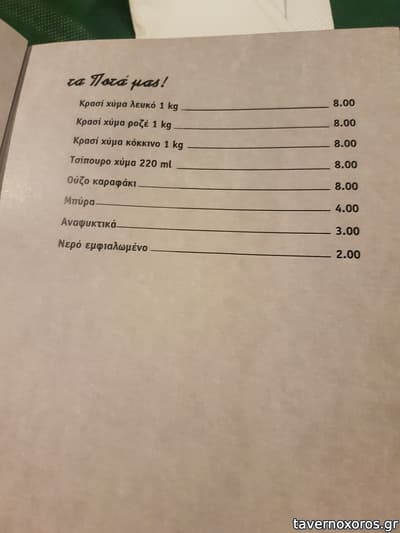 τα Ποτά μας!
Κρασί χύμα λευκό 1 kg 8.00
Κρασί χύμα ροζέ 1 kg 8.00
Κρασί χύμα κόκκινο 1 kg 8.00
Τσίπουρο χύμα 220 ml 8.00
Ούζο καραφάκι 8.00
Μπύρα 4.00
Αναψυκτικά 3.00
Νερό εμφιαλωμένο 2.00
tavernoxoros.gr